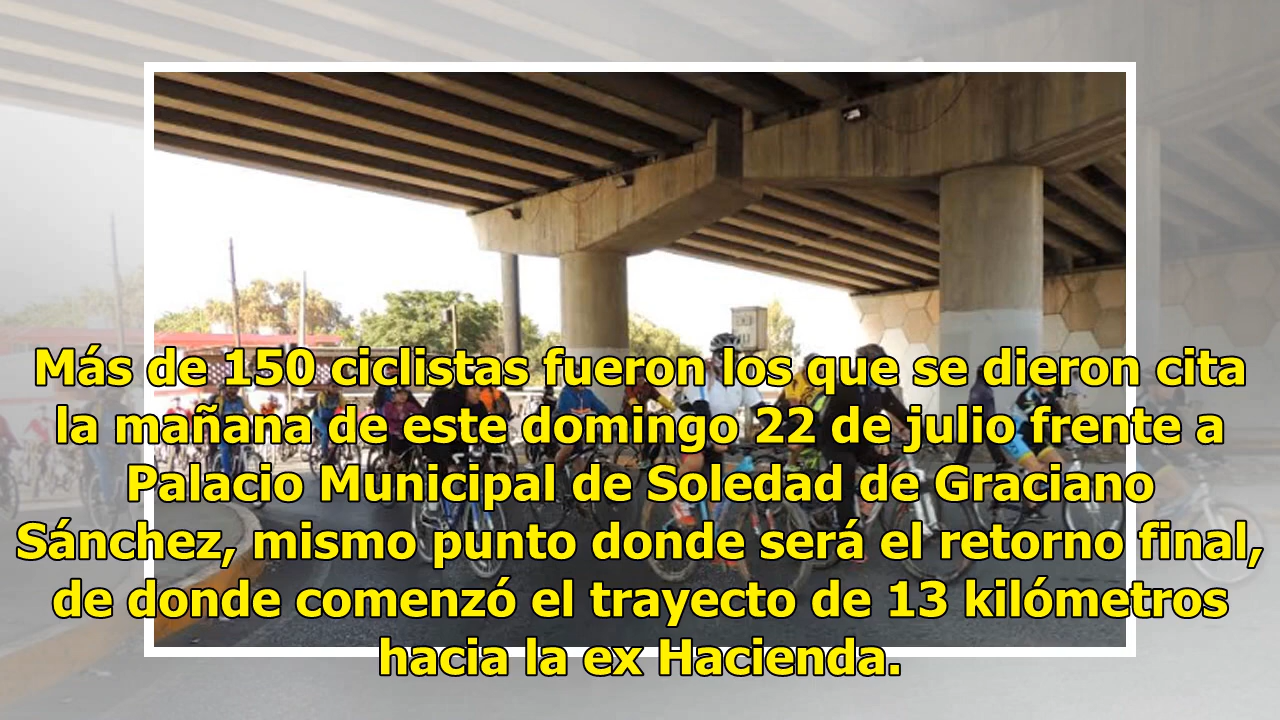 Más de 150 ciclistas fueron los que se dieron cita
la mañana de este domingo 22 de julio frente a
Palacio Municipal de Soledad de Graciano
Sánchez, mismo punto donde será el retorno final,
de donde comenzó el trayecto de 13 kilómetros
hacia la ex Hacienda.